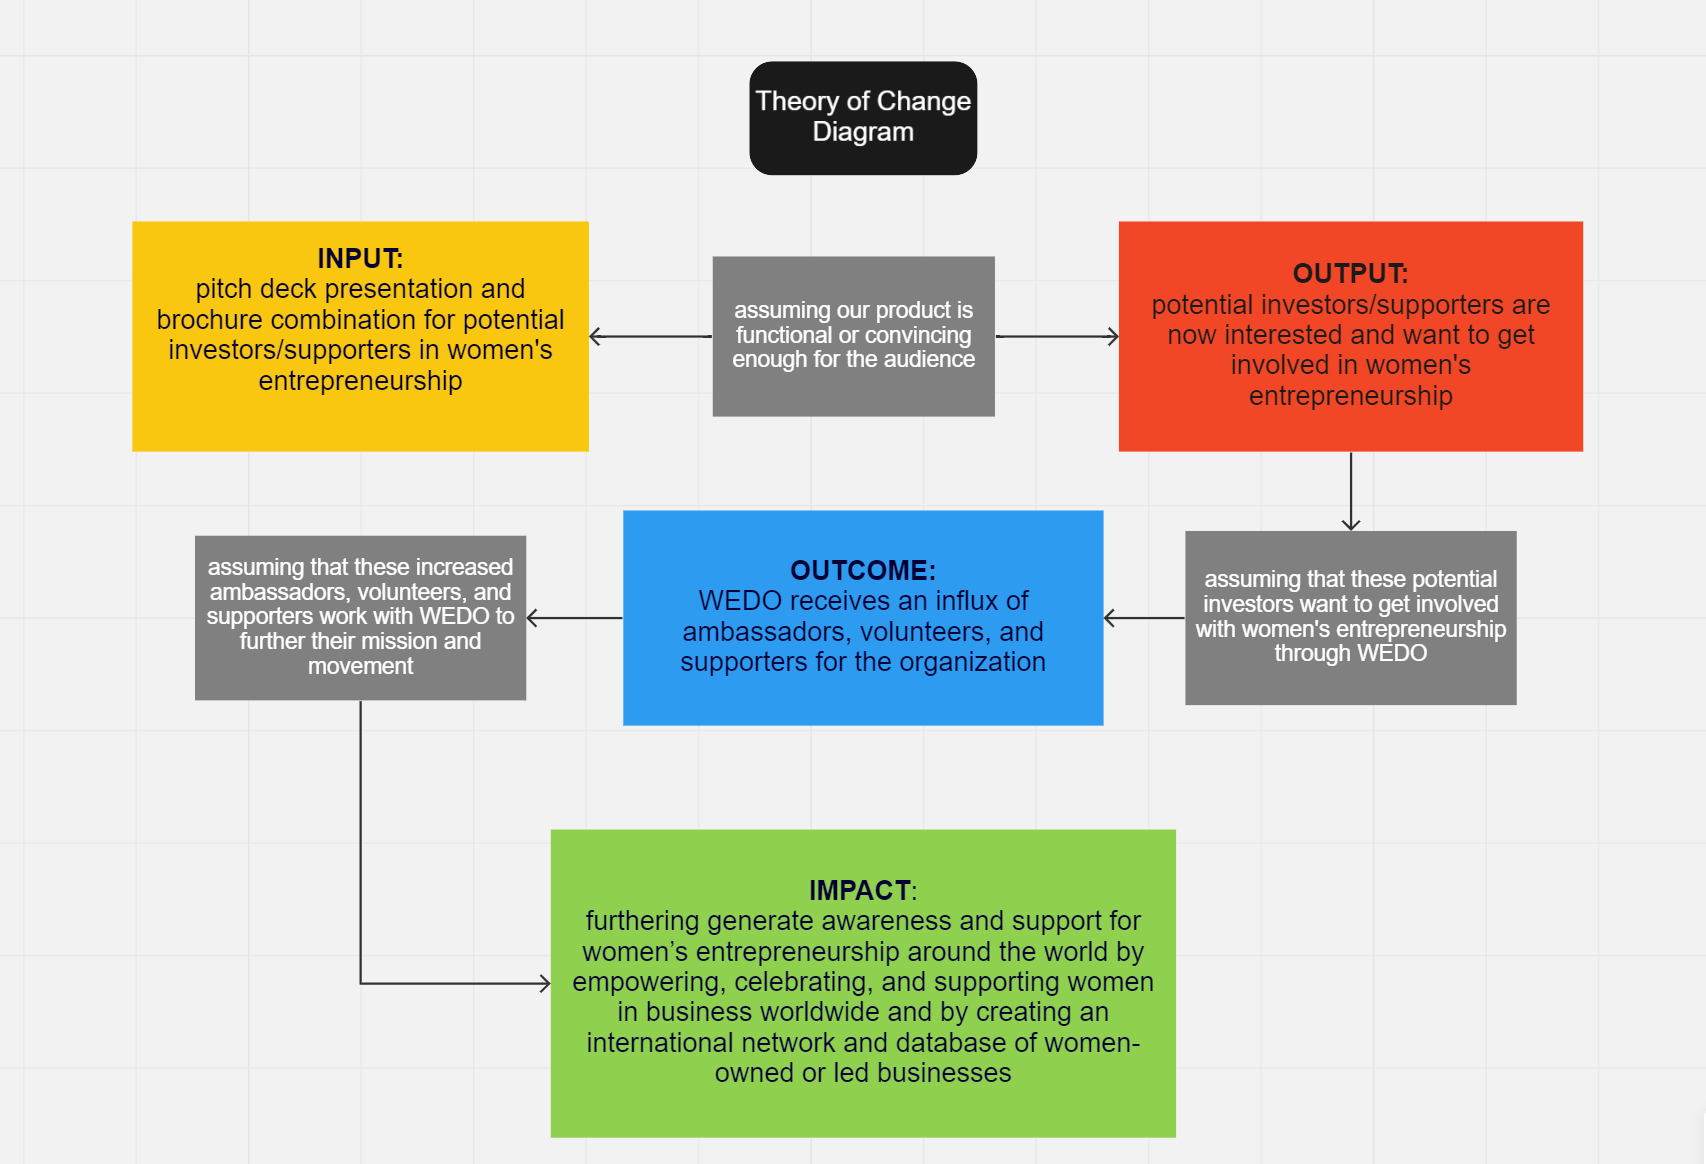 Theory of Change
Diagram
INPUT:
pitch deck presentation and
brochure combination for potential
investors/supporters in women's
entrepreneurship
assuming our product is
functional or convincing
enough for the audience
OUTPUT:
potential investors/supporters are
now interested and want to get
involved in women's
entrepreneurship
assuming that these potential
investors want to get involved
with women's entrepreneurship
through WEDO
OUTCOME:
WEDO receives an influx of
ambassadors, volunteers, and
supporters for the organization
assuming that these increased
ambassadors, volunteers, and
supporters work with WEDO to
further their mission and
movement
IMPACT:
furthering generate awareness and support for
women’s entrepreneurship around the world by
empowering, celebrating, and supporting women
in business worldwide and by creating an
international network and database of women-
owned or led businesses